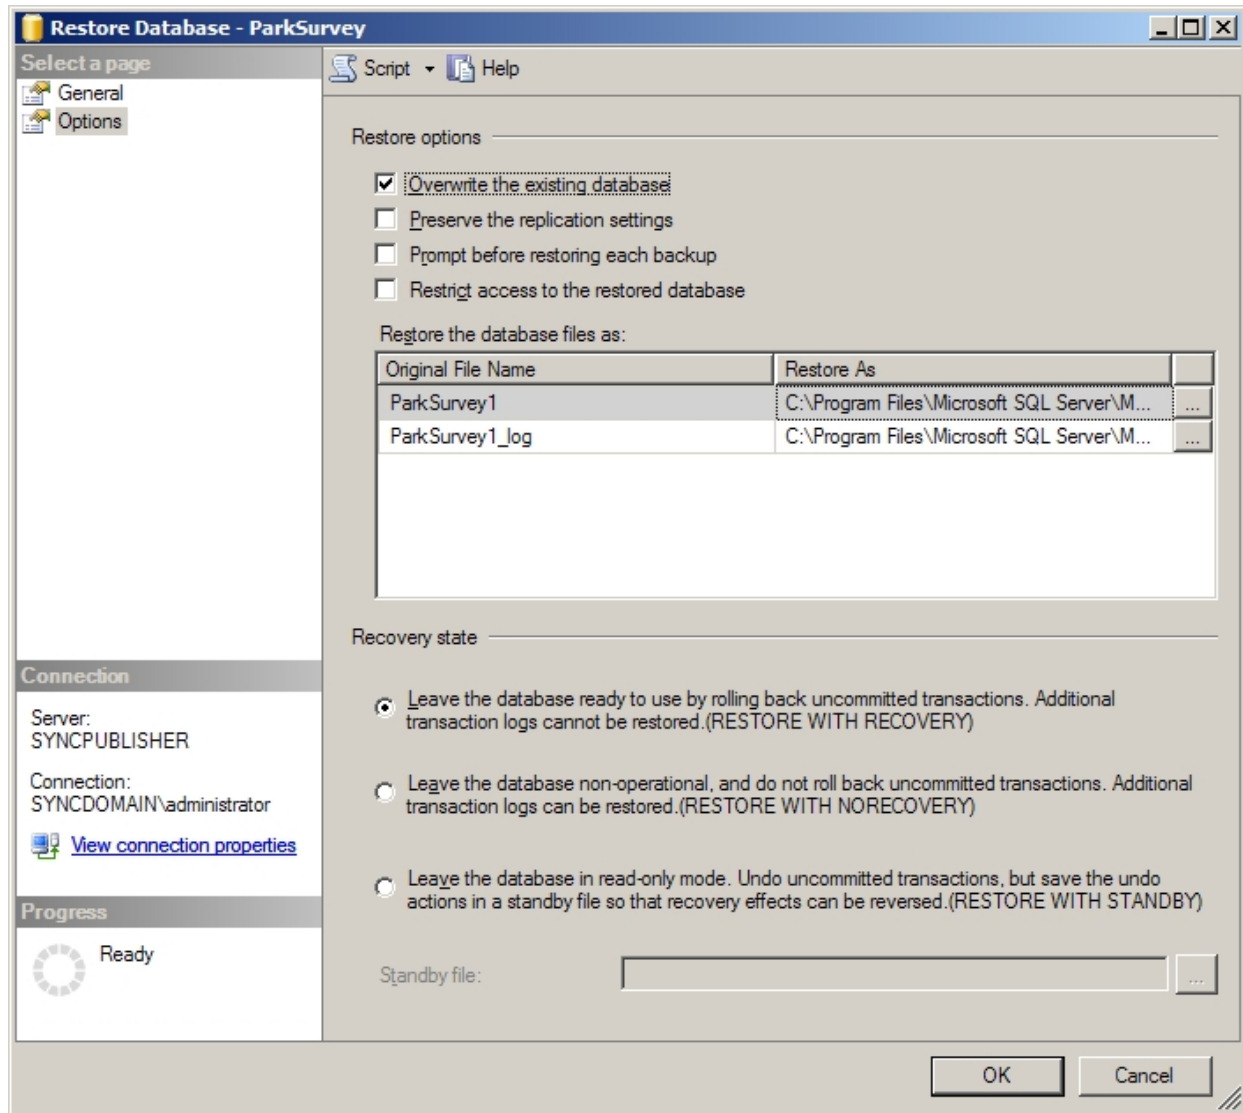 Restore Database - ParkSurvey
Select a page
General
Options
Script
Help
Restore options
Overwrite the existing database
Preserve the replication settings
Prompt before restoring each backup
Restrict access to the restored database
Restore the database files as:
Original File Name
Restore As
ParkSurvey1
C:\Program Files\Microsoft SQL Server\M...
...
ParkSurvey1_log
C:\Program Files\Microsoft SQL Server\M...
...
Recovery state
Leave the database ready to use by rolling back uncommitted transactions. Additional
transaction logs cannot be restored.(RESTORE WITH RECOVERY)
Leave the database non-operational, and do not roll back uncommitted transactions. Additional
transaction logs can be restored.(RESTORE WITH NORECOVERY)
Leave the database in read-only mode. Undo uncommitted transactions, but save the undo
actions in a standby file so that recovery effects can be reversed.(RESTORE WITH STANDBY)
Standby file:
...
Connection
Server:
SYNCPUBLISHER
Connection:
SYNCDOMAIN\administrator
View connection properties
Progress
Ready
OK
Cancel